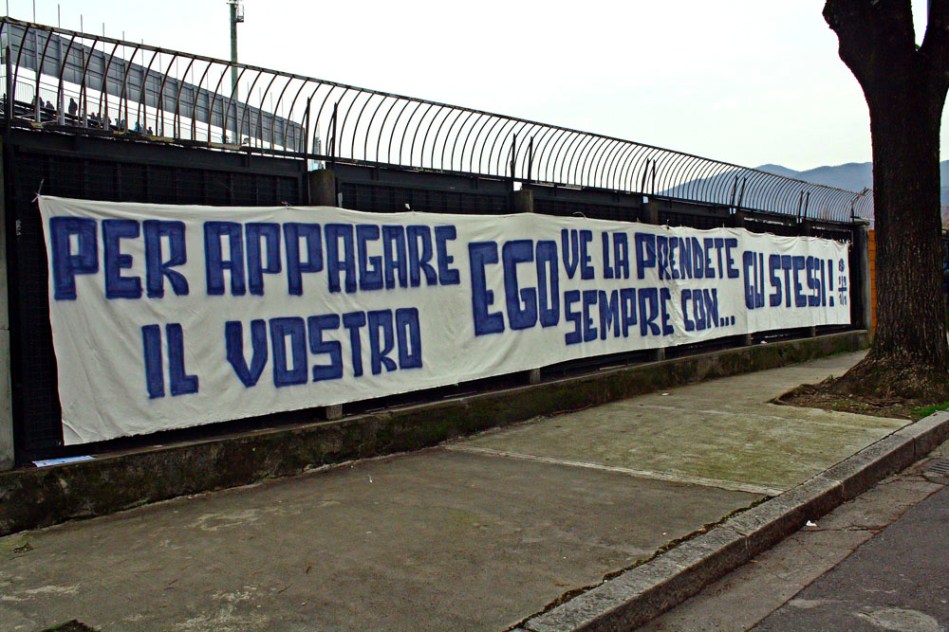 PER APPAGARE
IL VOSTRO
EGO
VE LA PRENDETE
SEMPRE CON...
GLI STESSI!